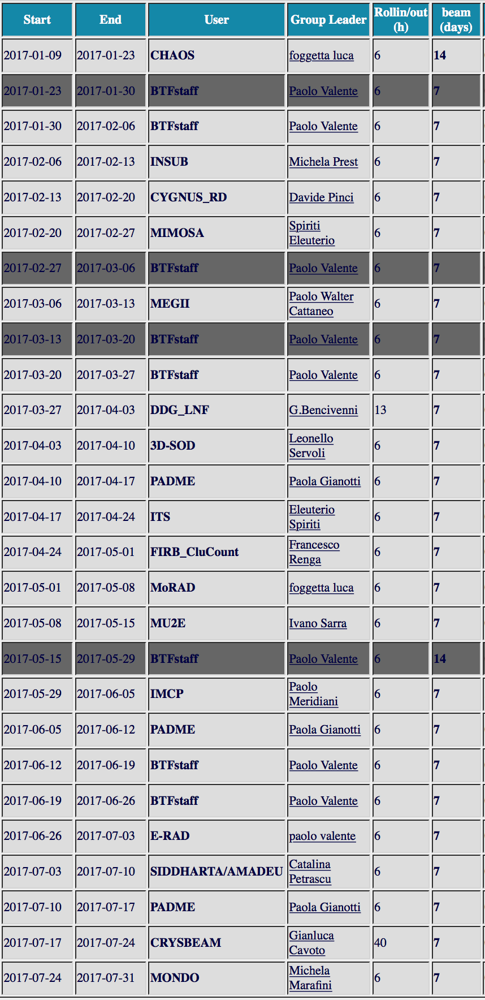 Start End User Group Leader Rollin/out (h) beam (days)
2017-01-09 2017-01-23 CHAOS foggetta luca 6 14
2017-01-23 2017-01-30 BTFstaff Paolo Valente 6 7
2017-01-30 2017-02-06 BTFstaff Paolo Valente 6 7
2017-02-06 2017-02-13 INSUB Michela Prest 6 7
2017-02-13 2017-02-20 CYGNUS_RD Davide Pinci 6 7
2017-02-20 2017-02-27 MIMOSA Spiriti Eleuterio 6 7
2017-02-27 2017-03-06 BTFstaff Paolo Valente 6 7
2017-03-06 2017-03-13 MEGII Paolo Walter Cattaneo 6 7
2017-03-13 2017-03-20 BTFstaff Paolo Valente 6 7
2017-03-20 2017-03-27 BTFstaff Paolo Valente 6 7
2017-03-27 2017-04-03 DDG_LNF G.Bencivenni 13 7
2017-04-03 2017-04-10 3D-SOD Leonello Servoli 6 7
2017-04-10 2017-04-17 PADME Paola Gianotti 6 7
2017-04-17 2017-04-24 ITS Eleuterio Spiriti 6 7
2017-04-24 2017-05-01 FIRB_CluCount Francesco Renga 6 7
2017-05-01 2017-05-08 MoRAD foggetta luca 6 7
2017-05-08 2017-05-15 MU2E Ivano Sarra 6 7
2017-05-15 2017-05-29 BTFstaff Paolo Valente 6 14
2017-05-29 2017-06-05 IMCP Paolo Meridiani 6 7
2017-06-05 2017-06-12 PADME Paola Gianotti 6 7
2017-06-12 2017-06-19 BTFstaff Paolo Valente 6 7
2017-06-19 2017-06-26 BTFstaff Paolo Valente 6 7
2017-06-26 2017-07-03 E-RAD paolo valente 6 7
2017-07-03 2017-07-10 SIDDHARTA/AMADEU Catalina Petrascu 6 7
2017-07-10 2017-07-17 PADME Paola Gianotti 6 7
2017-07-17 2017-07-24 CRYSBEAM Gianluca Cavoto 40 7
2017-07-24 2017-07-31 MONDO Michela Marafini 6 7